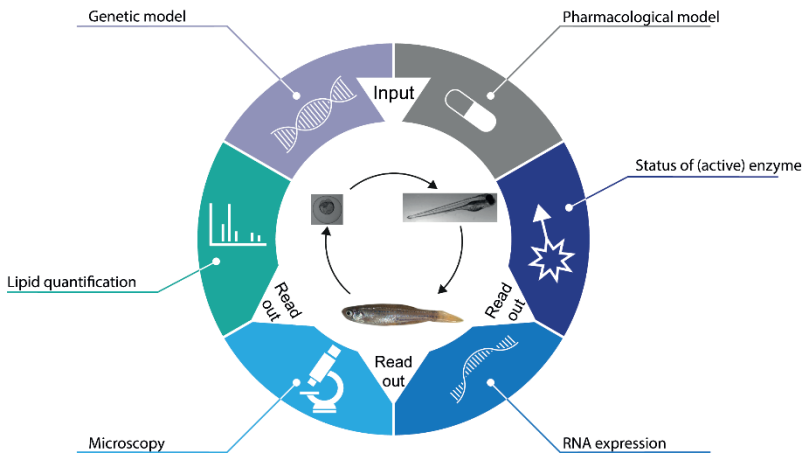 Genetic model
Pharmacological model
Input
Status of (active) enzyme
Lipid quantification
Read
out
Read
out
Read
out
Microscopy
RNA expression